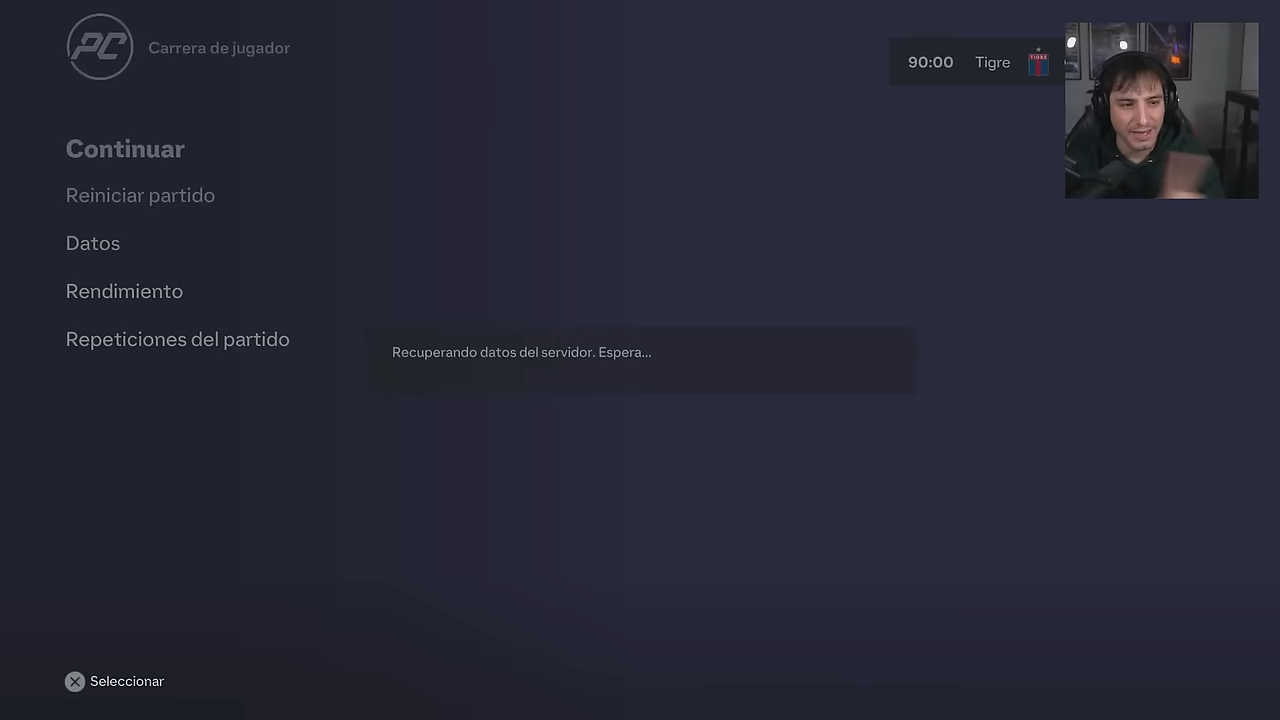 PC
Carrera de jugador
90:00 Tigre
TIGRE
Continuar
Reiniciar partido
Datos
Rendimiento
Repeticiones del partido
Recuperando datos del servidor. Espera...
Seleccionar